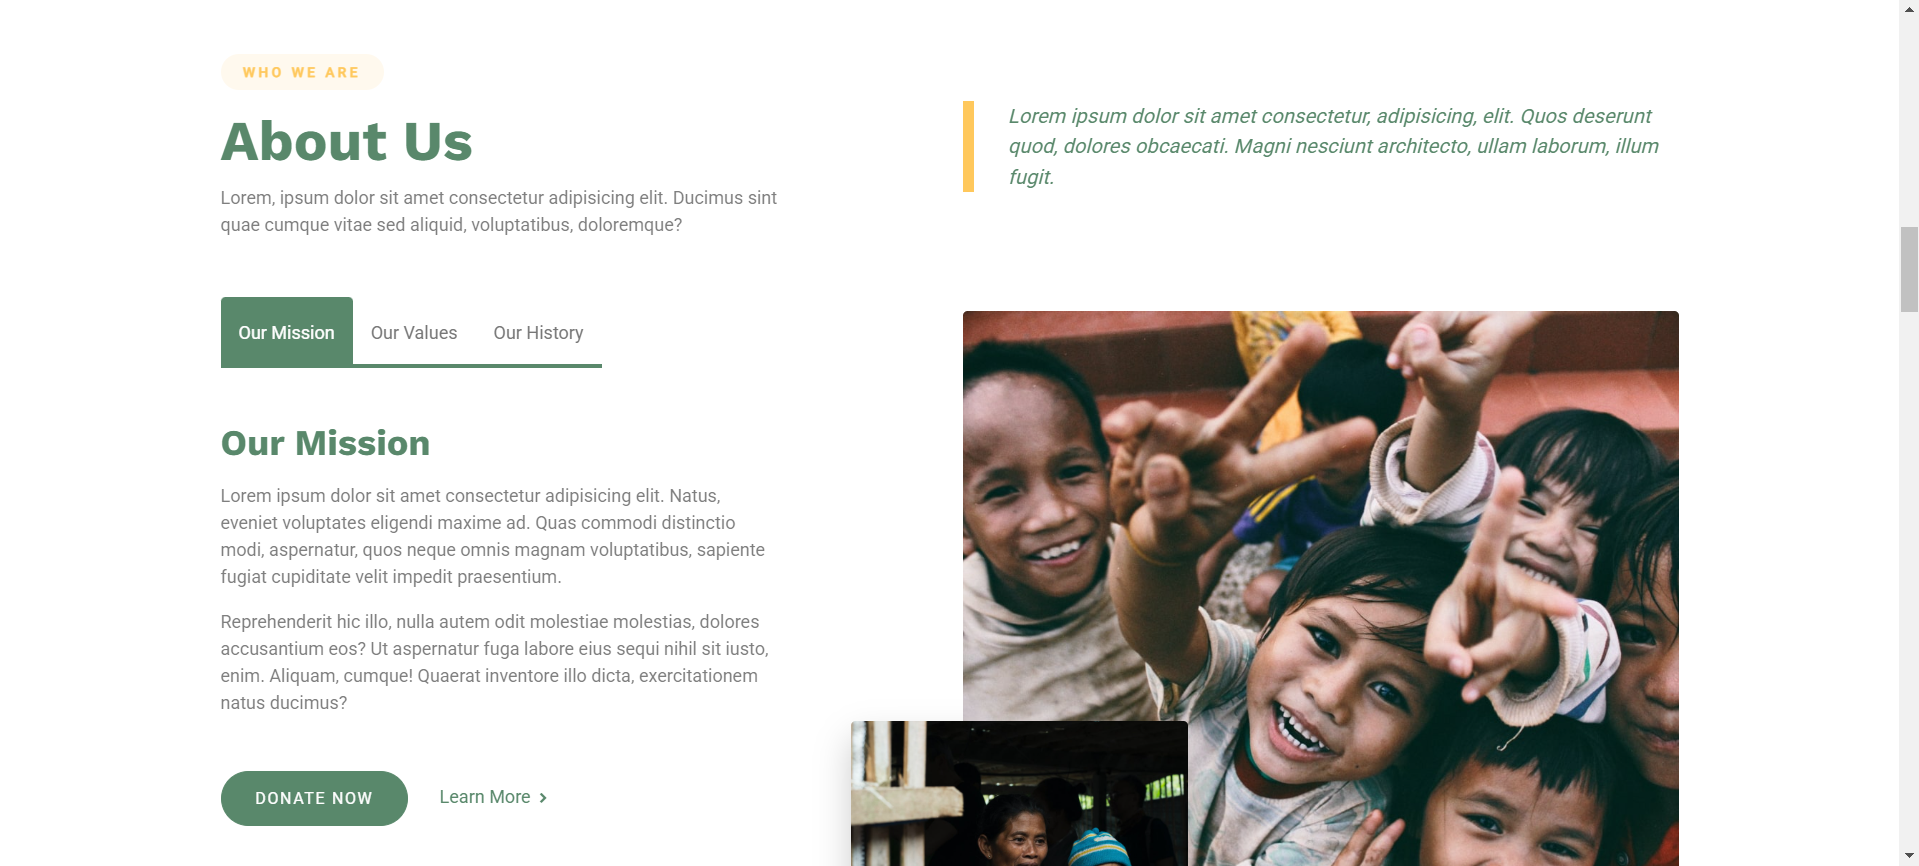 WHO WE ARE
About Us
Lorem, ipsum dolor sit amet consectetur adipisicing elit. Ducimus sint
quae cumque vitae sed aliquid, voluptatibus, doloremque?
Lorem ipsum dolor sit amet consectetur, adipisicing, elit. Quos deserunt
quod, dolores obcaecati. Magni nesciunt architecto, ullam laborum, illum
fugit.
Our Mission
Our Values
Our History
Our Mission
Lorem ipsum dolor sit amet consectetur adipisicing elit. Natus,
eveniet voluptates eligendi maxime ad. Quas commodi distinctio
modi, aspernatur, quos neque omnis magnam voluptatibus, sapiente
fugiat cupiditate velit impedit praesentium.
Reprehenderit hic illo, nulla autem odit molestiae molestias, dolores
accusantium eos? Ut aspernatur fuga labore eius sequi nihil sit iusto,
enim. Aliquam, cumque! Quaerat inventore illo dicta, exercitationem
natus ducimus?
DONATE NOW
Learn More